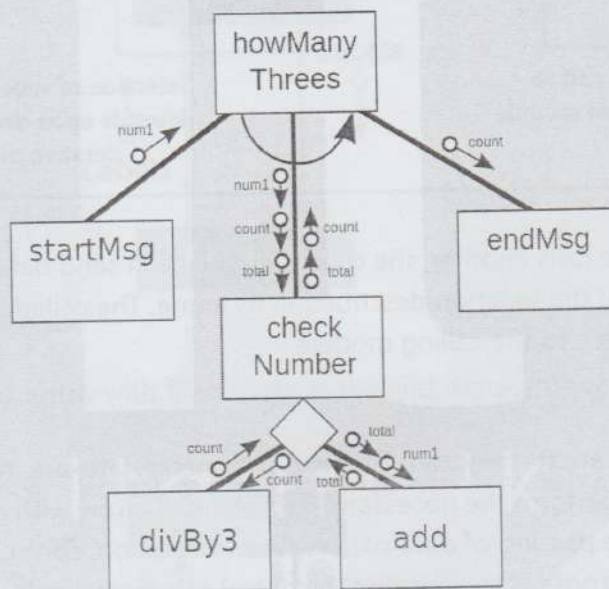 howMany
Threes
num1
count
num1
count
count
total
total
startMsg
endMsg
check
Number
count
total
num1
count
total
divBy3
add